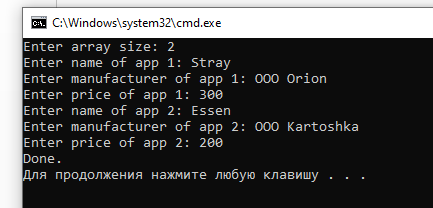 C:\Windows\system32\cmd.exe
Enter array size: 2
Enter name of app 1: Stray
Enter manufacturer of app 1: OOO Orion
Enter price of app 1: 300
Enter name of app 2: Essen
Enter manufacturer of app 2: OOO Kartoshka
Enter price of app 2: 200
Done.
Для продолжения нажмите любую клавишу . . .